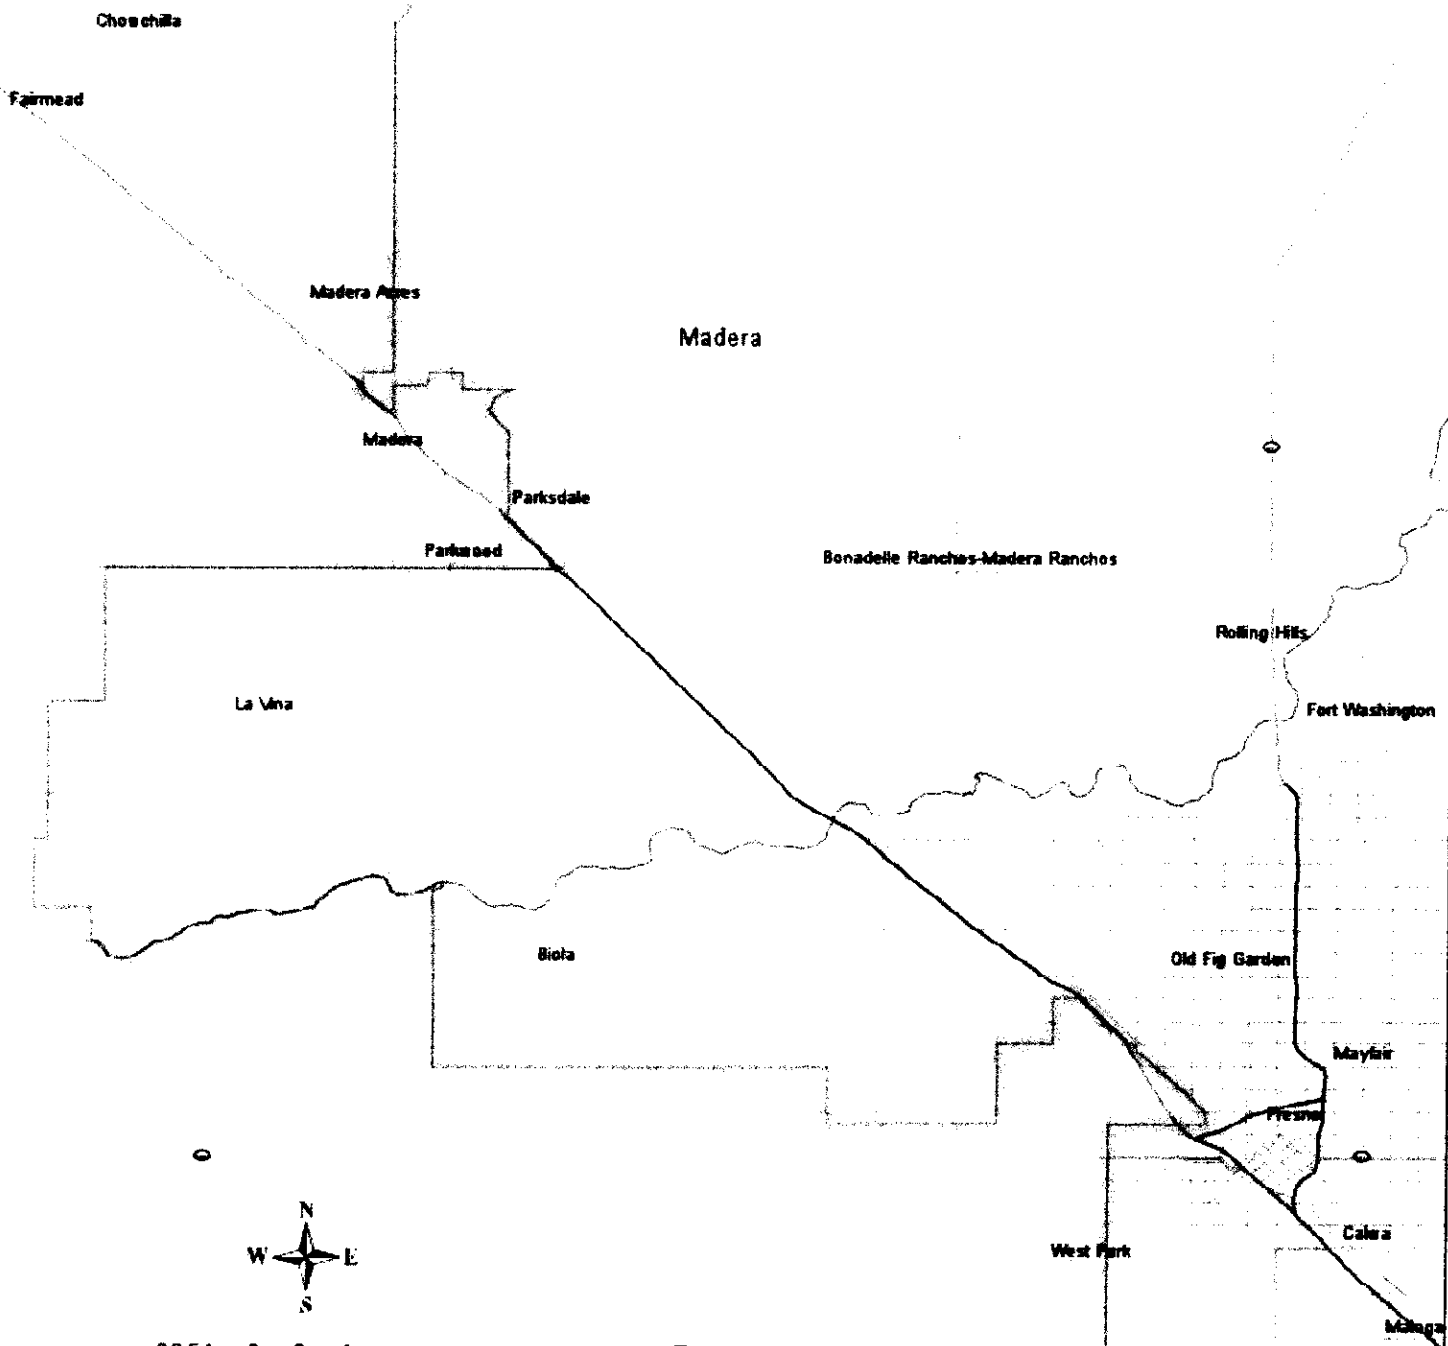 Chowchilla
Fairmead
Madera Acres
Madera
Madera
Parksdale
Parkwood
Bonadelle Ranchos-Madera Ranchos
Rolling Hills
La Vina
Fort Washington
Biola
Old Fig Garden
Mayfair
Fresno
N
W E
S
West Park
Calwa
Malaga